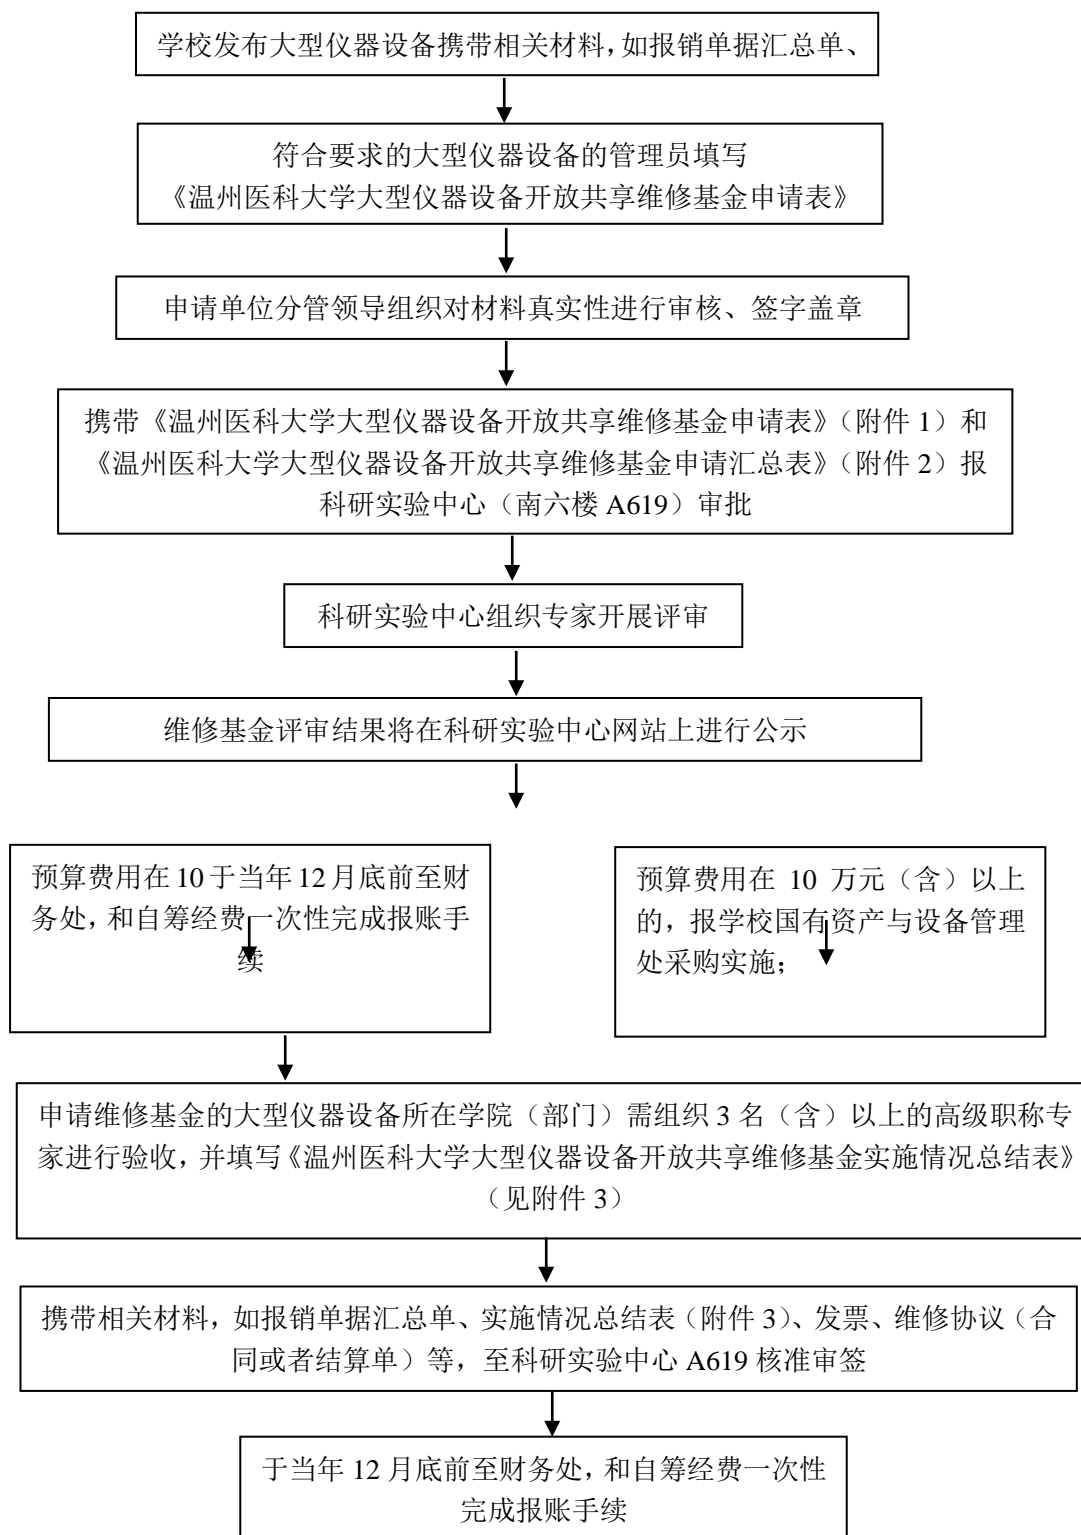 学校发布大型仪器设备携带相关材料，如报销单据汇总单、
符合要求的大型仪器设备的管理员填写
《温州医科大学大型仪器设备开放共享维修基金申请表》
申请单位分管领导组织对材料真实性进行审核、签字盖章
携带《温州医科大学大型仪器设备开放共享维修基金申请表》（附件 1）和
《温州医科大学大型仪器设备开放共享维修基金申请汇总表》（附件 2）报
科研实验中心（南六楼 A619）审批
科研实验中心组织专家开展评审
维修基金评审结果将在科研实验中心网站上进行公示
预算费用在 10 于当年 12 月底前至财
务处，和自筹经费一次性完成报账手
续
预算费用在 10 万元（含）以上
的，报学校国有资产与设备管理
处采购实施；
申请维修基金的大型仪器设备所在学院（部门）需组织 3 名（含）以上的高级职称专
家进行验收，并填写《温州医科大学大型仪器设备开放共享维修基金实施情况总结表》
（见附件 3）
携带相关材料，如报销单据汇总单、实施情况总结表（附件 3）、发票、维修协议（合
同或者结算单）等，至科研实验中心 A619 核准审签
于当年 12 月底前至财务处，和自筹经费一次性
完成报账手续